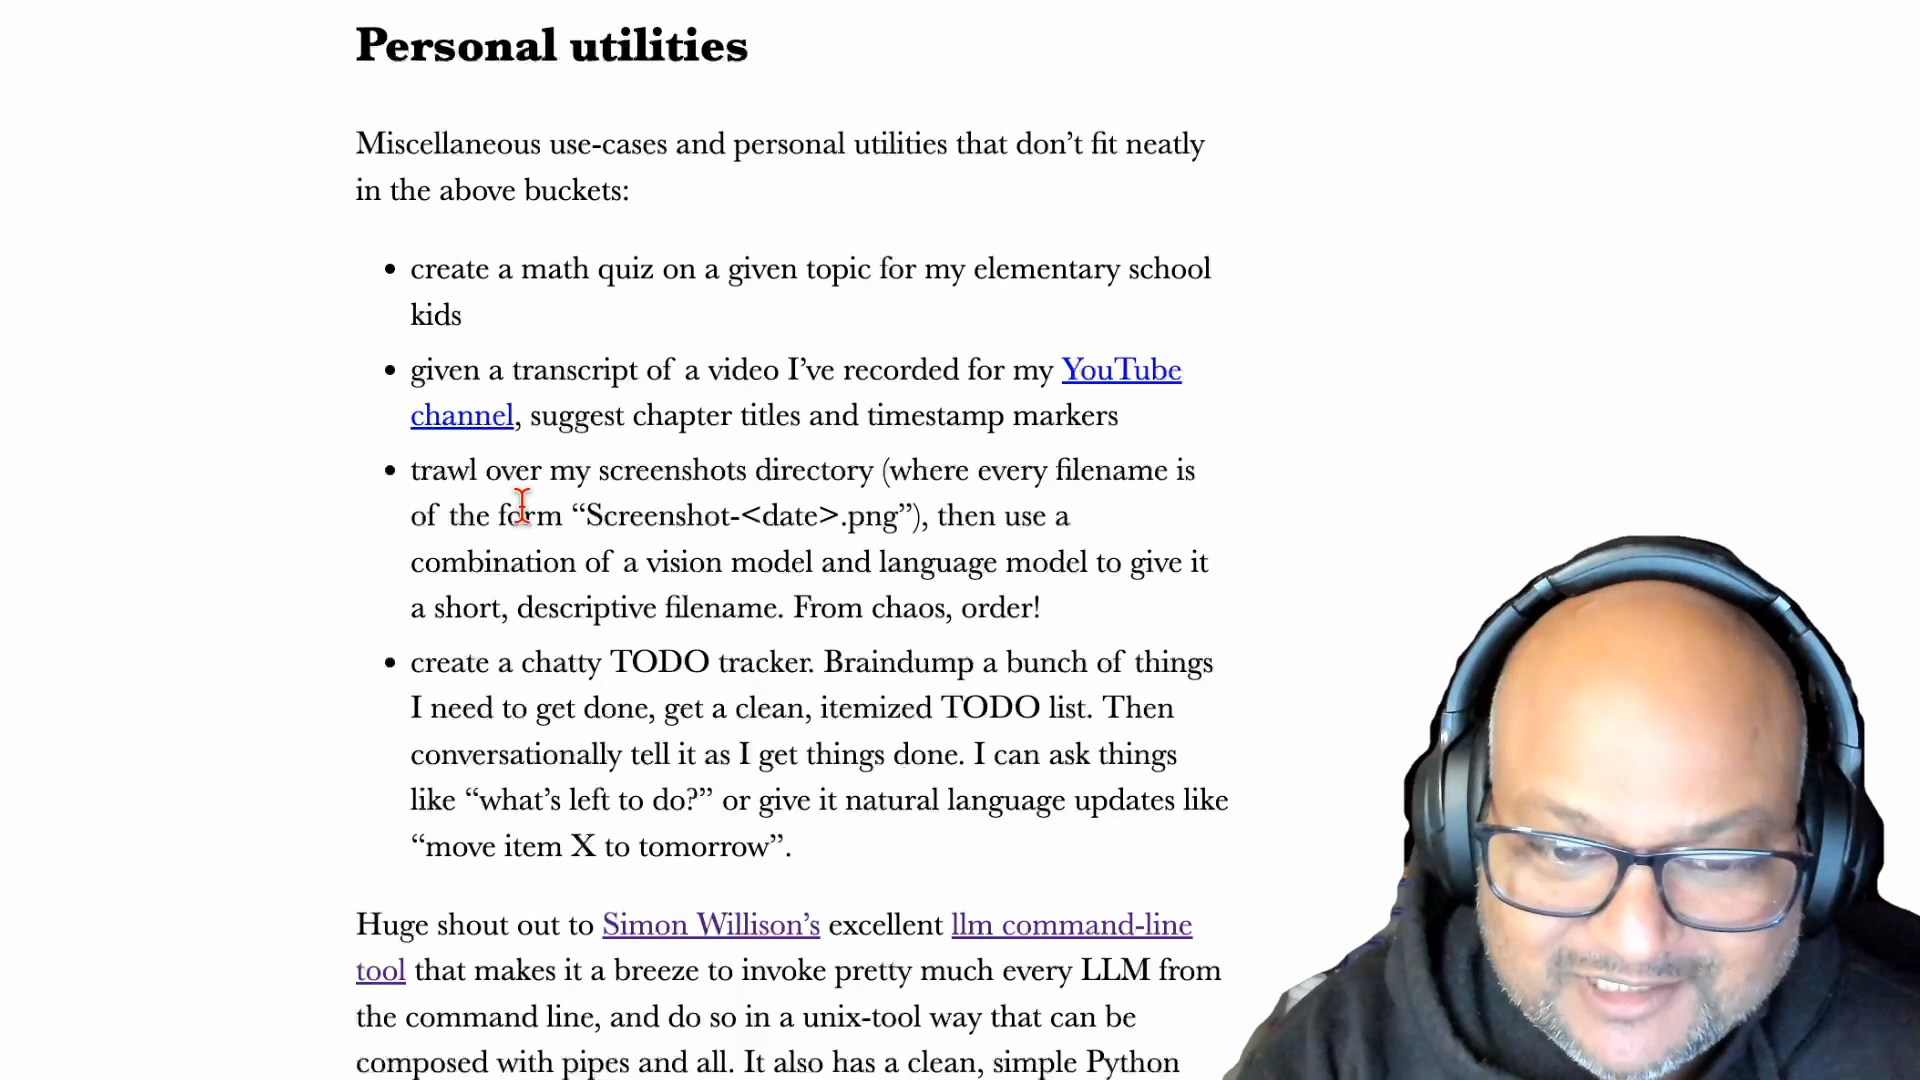 Personal utilities
Miscellaneous use-cases and personal utilities that don’t fit neatly
in the above buckets:
• create a math quiz on a given topic for my elementary school
kids
• given a transcript of a video I’ve recorded for my YouTube
channel, suggest chapter titles and timestamp markers
• trawl over my screenshots directory (where every filename is
of the form “Screenshot-<date>.png”), then use a
combination of a vision model and language model to give it
a short, descriptive filename. From chaos, order!
• create a chatty TODO tracker. Braindump a bunch of things
I need to get done, get a clean, itemized TODO list. Then
conversationally tell it as I get things done. I can ask things
like “what’s left to do?” or give it natural language updates like
“move item X to tomorrow”.
Huge shout out to Simon Willison’s excellent llm command-line
tool that makes it a breeze to invoke pretty much every LLM from
the command line, and do so in a unix-tool way that can be
composed with pipes and all. It also has a clean, simple Python